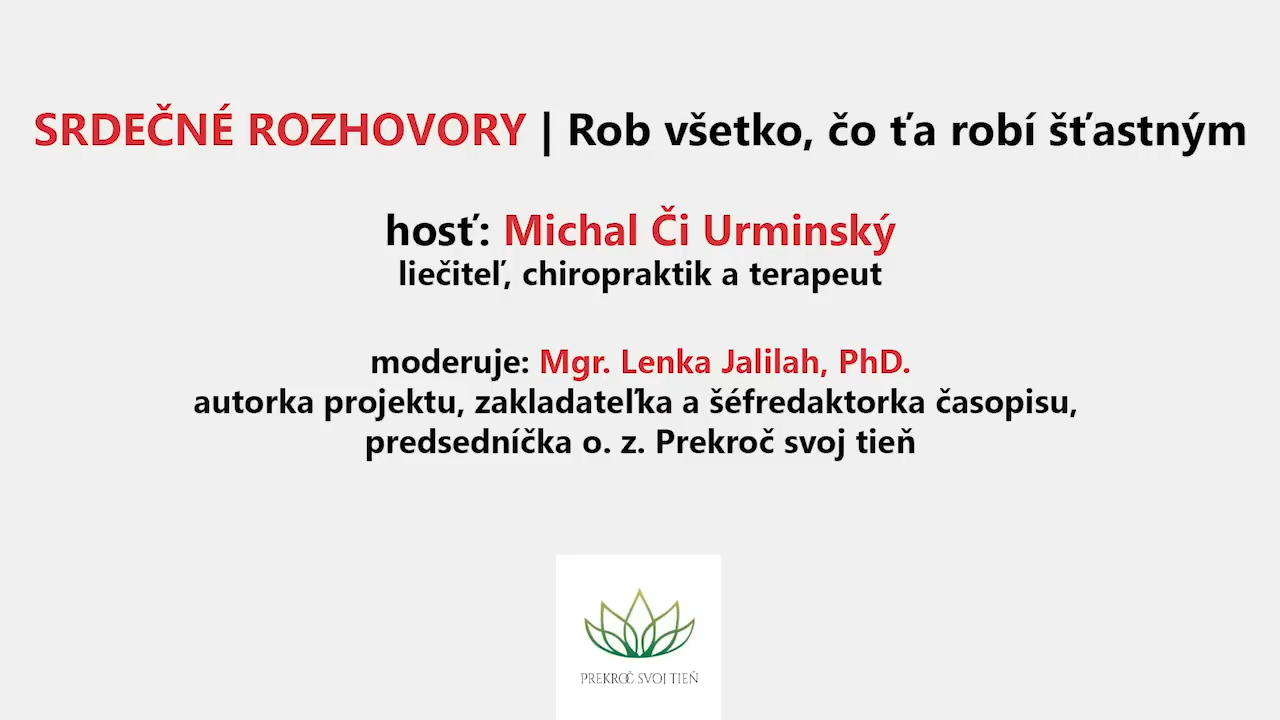 SRDEČNÉ ROZHOVORY | Rob všetko, čo ťa robí šťastným
hosť: Michal Či Urminský
liečiteľ, chiropraktik a terapeut
moderuje: Mgr. Lenka Jalilah, PhD.
autorka projektu, zakladateľka a šéfredaktorka časopisu,
predsedníčka o. z. Prekroč svoj tieň
PREKROČ SVOJ TIEŇ